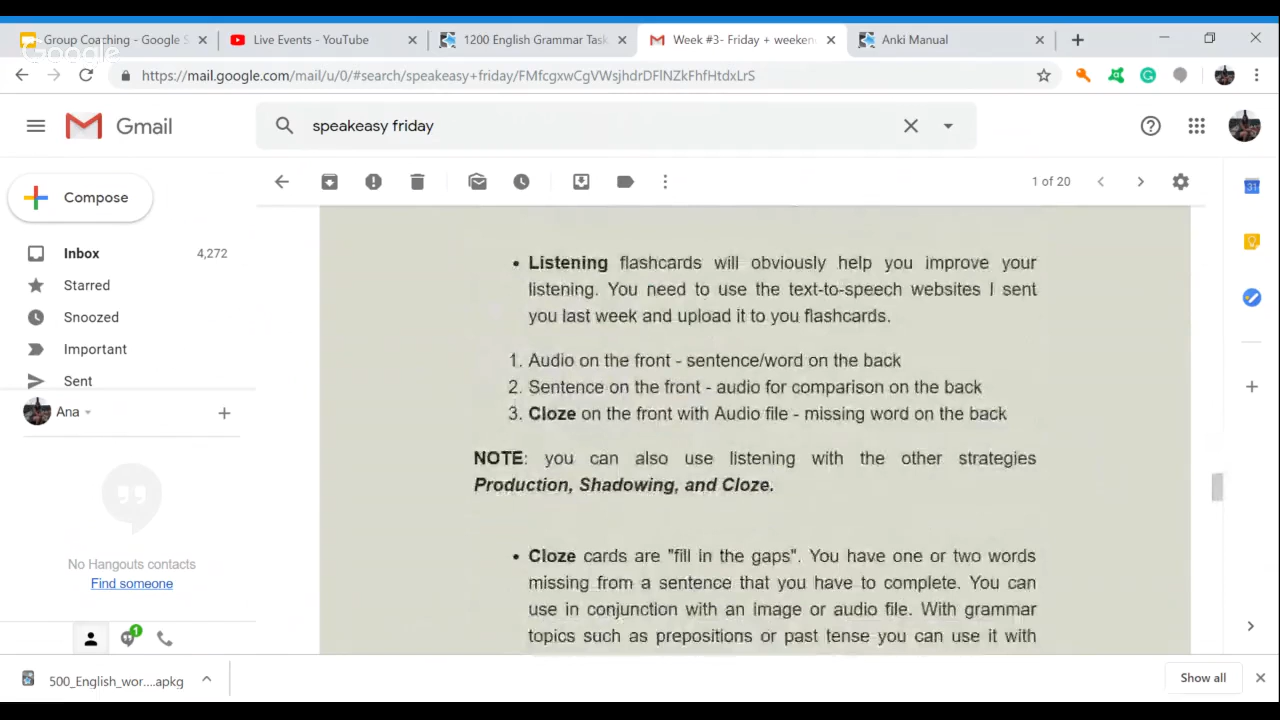 Group Coaching - Google S
Live Events - YouTube
1200 English Grammar Task
Week #3- Friday + weeken
Anki Manual
Google
https://mail.google.com/mail/u/0/#search/speakeasy+friday/FMfcgxwCgVWsjhdrDFlNZkFhfHtdxLrS
Gmail
speakeasy friday
Compose
1 of 20
31
Inbox 4,272
Starred
Snoozed
Important
Sent
Ana
No Hangouts contacts
Find someone
1
• Listening flashcards will obviously help you improve your
listening. You need to use the text-to-speech websites I sent
you last week and upload it to you flashcards.
1. Audio on the front - sentence/word on the back
2. Sentence on the front - audio for comparison on the back
3. Cloze on the front with Audio file - missing word on the back
NOTE: you can also use listening with the other strategies
Production, Shadowing, and Cloze.
• Cloze cards are "fill in the gaps". You have one or two words
missing from a sentence that you have to complete. You can
use in conjunction with an image or audio file. With grammar
topics such as prepositions or past tense you can use it with
500_English_wor....apkg
Show all